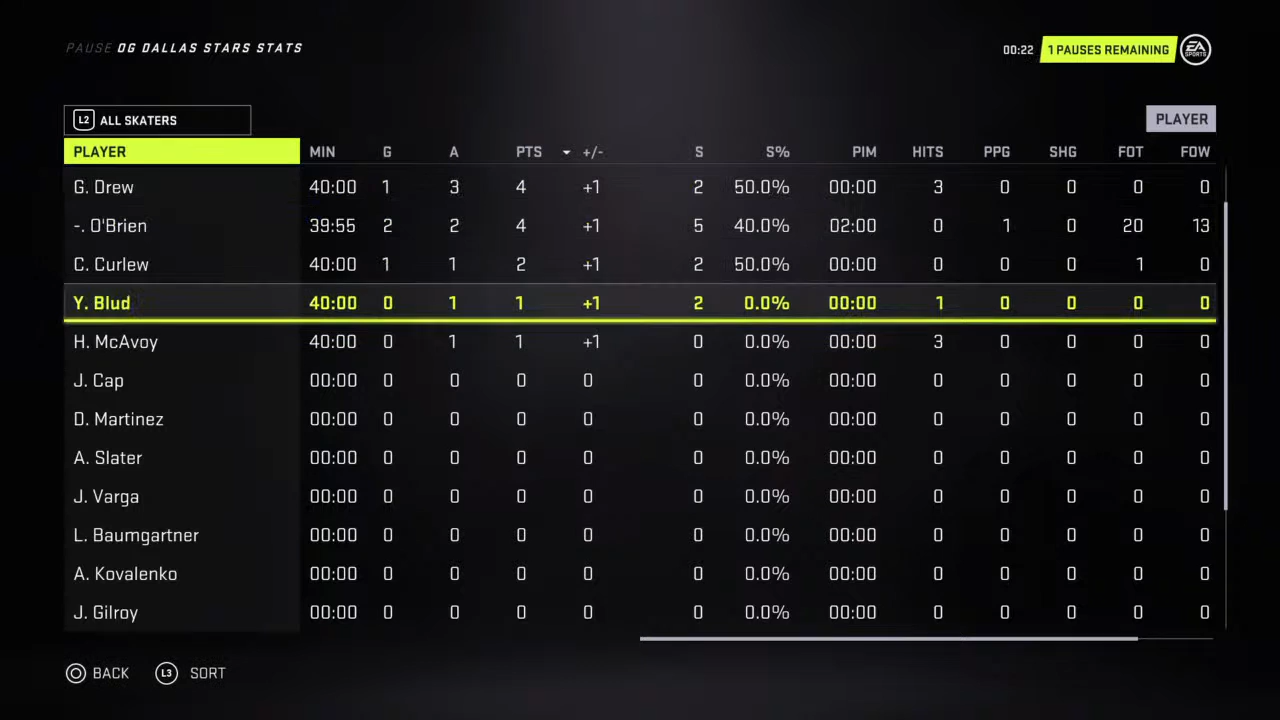 PAUSE OG DALLAS STARS STATS
00:22 1 PAUSES REMAINING EA SPORTS
L2 ALL SKATERS
PLAYER
PLAYER MIN G A PTS +/- S S% PIM HITS PPG SHG FOT FOW
G. Drew 40:00 1 3 4 +1 2 50.0% 00:00 3 0 0 0 0
-. O'Brien 39:55 2 2 4 +1 5 40.0% 02:00 0 1 0 20 13
C. Curlew 40:00 1 1 2 +1 2 50.0% 00:00 0 0 0 1 0
Y. Blud 40:00 0 1 1 +1 2 0.0% 00:00 1 0 0 0 0
H. McAvoy 40:00 0 1 1 +1 0 0.0% 00:00 3 0 0 0 0
J. Cap 00:00 0 0 0 0 0 0.0% 00:00 0 0 0 0 0
D. Martinez 00:00 0 0 0 0 0 0.0% 00:00 0 0 0 0 0
A. Slater 00:00 0 0 0 0 0 0.0% 00:00 0 0 0 0 0
J. Varga 00:00 0 0 0 0 0 0.0% 00:00 0 0 0 0 0
L. Baumgartner 00:00 0 0 0 0 0 0.0% 00:00 0 0 0 0 0
A. Kovalenko 00:00 0 0 0 0 0 0.0% 00:00 0 0 0 0 0
J. Gilroy 00:00 0 0 0 0 0 0.0% 00:00 0 0 0 0 0
BACK L3 SORT